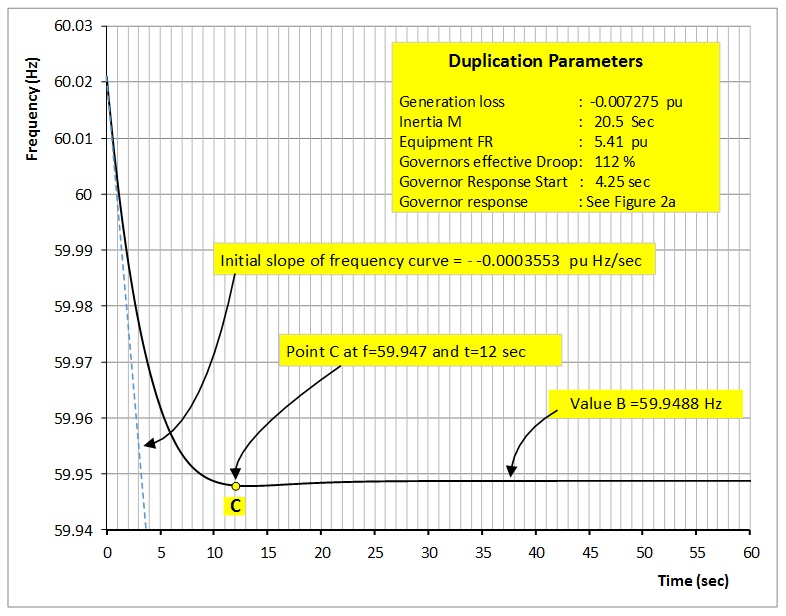 60.03
60.02
60.01
60
59.99
59.98
59.97
59.96
59.95
59.94
Frequency (Hz)
Duplication Parameters
Generation loss : -0.007275 pu
Inertia M : 20.5 Sec
Equipment FR : 5.41 pu
Governors effective Droop: 112 %
Governor Response Start : 4.25 sec
Governor response : See Figure 2a
Initial slope of frequency curve = - -0.0003553 pu Hz/sec
Point C at f=59.947 and t=12 sec
Value B =59.9488 Hz
C
0 5 10 15 20 25 30 35 40 45 50 55 60
Time (sec)